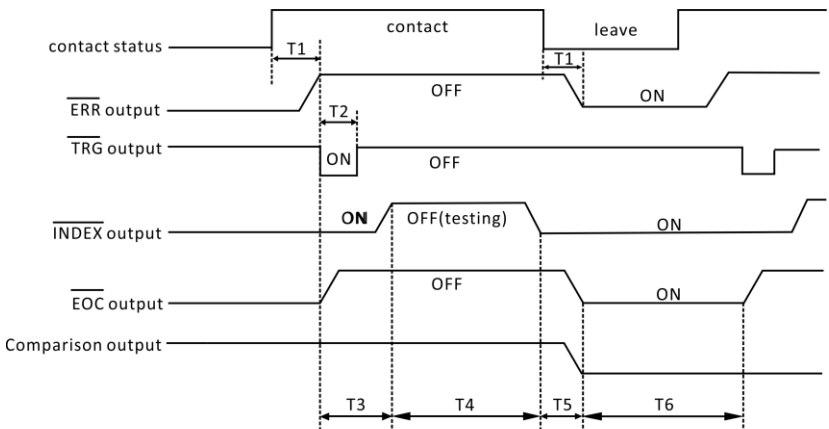 contact
leave
contact status
T1
T1
OFF
ON
ERR output
T2
TRG output
ON
OFF
ON
OFF(testing)
ON
INDEX output
OFF
ON
EOC output
Comparison output
T3
T4
T5
T6